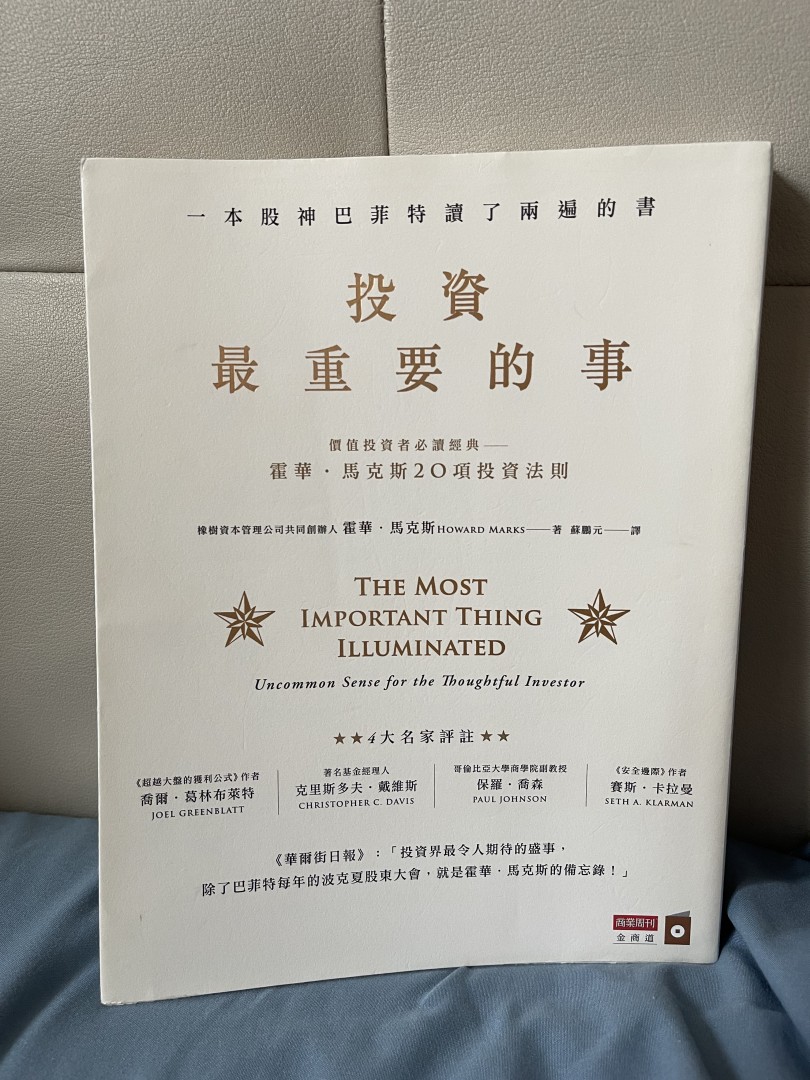 一本股神巴菲特讀了兩遍的書
投資
最重要的事
價值投資者必讀經典——
霍華．馬克斯20項投資法則
橡樹資本管理公司共同創辦人 霍華．馬克斯HOWARD MARKS——著 蘇鵬元——譯
THE MOST
IMPORTANT THING
ILLUMINATED
Uncommon Sense for the Thoughtful Investor
★★4大名家評註★★
《超越大盤的獲利公式》作者
喬爾．葛林布萊特
JOEL GREENBLATT
著名基金經理人
克里斯多夫．戴維斯
CHRISTOPHER C. DAVIS
哥倫比亞大學商學院副教授
保羅．喬森
PAUL JOHNSON
《安全邊際》作者
賽斯．卡拉曼
SETH A. KLARMAN
《華爾街日報》：「投資界最令人期待的盛事，
除了巴菲特每年的波克夏股東大會，就是霍華．馬克斯的備忘錄！」
商業周刊
金商道